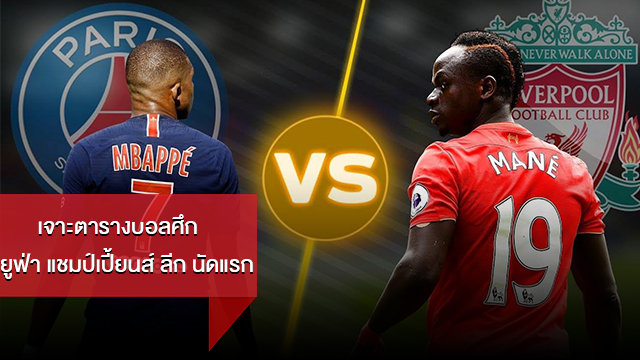 PARIS
NEVER WALK ALONE
LIVERPOOL
FOOTBALL CLUB
MBAPPÉ
7
VS
MANÉ
19
เจาะตารางบอลศึก
ยูฟ่า แชมป์เปี้ยนส์ ลีก นัดแรก